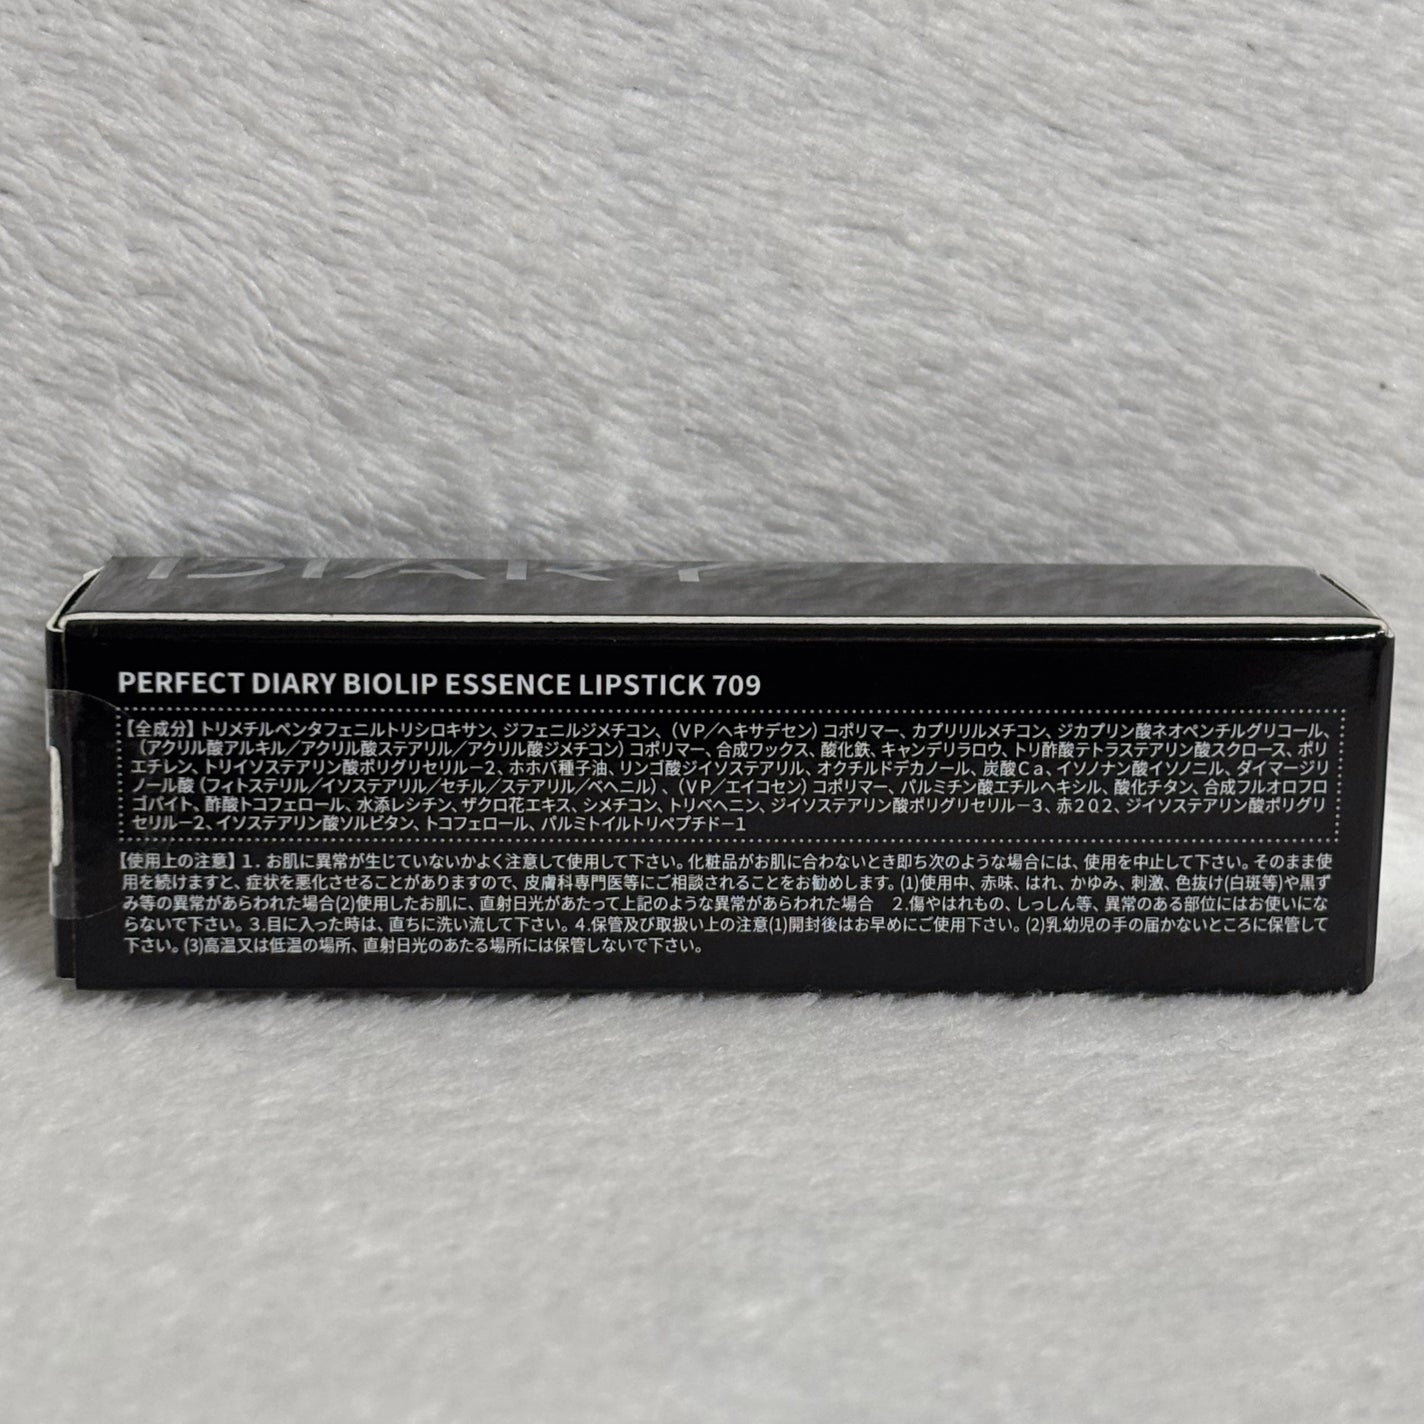 DIARY
PERFECT DIARY BIOLIP ESSENCE LIPSTICK 709
【全成分】トリメチルペンタフェニルトリシロキサン、ジフェニルジメチコン、（ＶＰ／ヘキサデセン）コポリマー、カプリリルメチコン、ジカプリン酸ネオペンチルグリコール、
（アクリル酸アルキル／アクリル酸ステアリル／アクリル酸ジメチコン）コポリマー、合成ワックス、酸化鉄、キャンデリラロウ、トリ酢酸テトラステアリン酸スクロース、ポリ
エチレン、トリイソステアリン酸ポリグリセリル－2、ホホバ種子油、リンゴ酸ジイソステアリル、オクチルドデカノール、炭酸Ｃａ、イソノナン酸イソノニル、ダイマージリ
ノール酸（フィトステリル／イソステアリル／セチル／ステアリル／ベヘニル）、（ＶＰ／エイコセン）コポリマー、パルミチン酸エチルヘキシル、酸化チタン、合成フルオロフロ
ゴパイト、酢酸トコフェロール、水添レシチン、ザクロ花エキス、シメチコン、トリベヘニン、ジイソステアリン酸ポリグリセリル－3、赤２０２、ジイソステアリン酸ポリグリ
セリル－2、イソステアリン酸ソルビタン、トコフェロール、パルミトイルトリペプチド－1
【使用上の注意】１．お肌に異常が生じていないかよく注意して使用して下さい。化粧品がお肌に合わないとき即ち次のような場合には、使用を中止して下さい。そのまま使
用を続けますと、症状を悪化させることがありますので、皮膚科専門医等にご相談されることをお勧めします。(1)使用中、赤味、はれ、かゆみ、刺激、色抜け(白斑等)や黒ず
み等の異常があらわれた場合(2)使用したお肌に、直射日光があたって上記のような異常があらわれた場合　２.傷やはれもの、しっしん等、異常のある部位にはお使いにな
らないで下さい。３.目に入った時は、直ちに洗い流して下さい。４.保管及び取扱い上の注意(1)開封後はお早めにご使用下さい。(2)乳幼児の手の届かないところに保管して
下さい。(3)高温又は低温の場所、直射日光のあたる場所には保管しないで下さい。